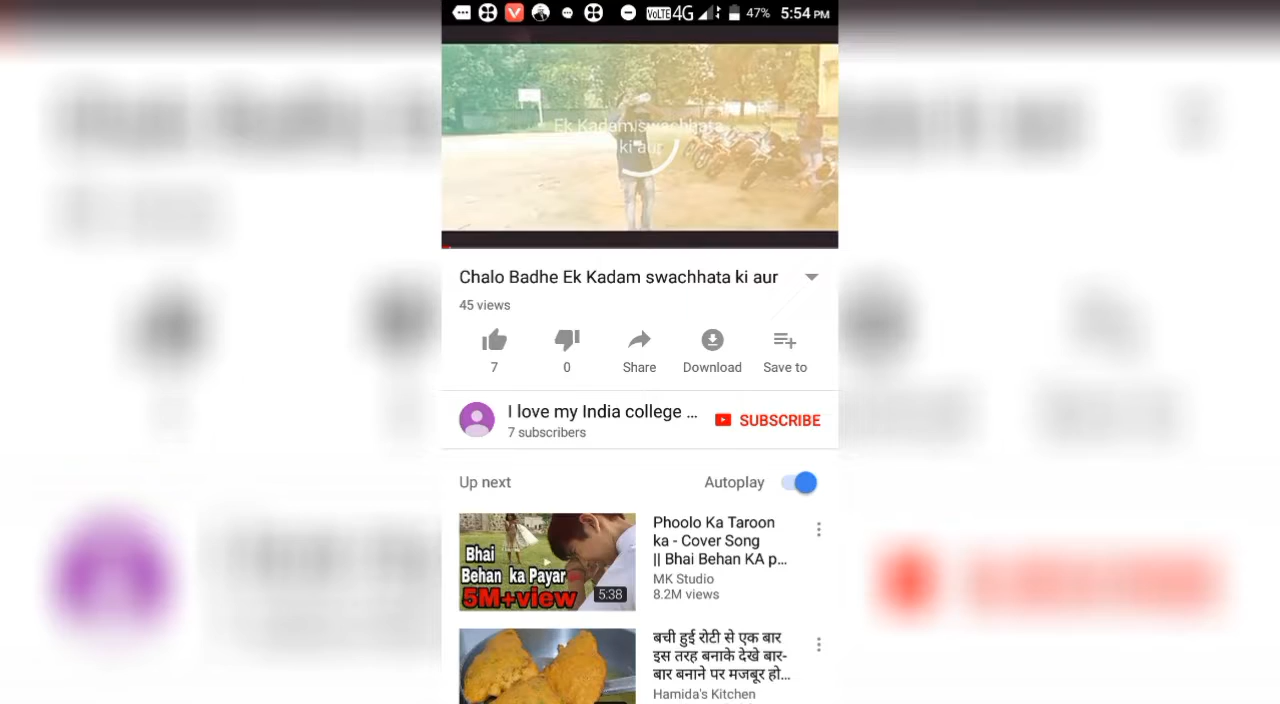 VoLTE 4G 47% 5:54 PM
Ek Kadam swachhata
ki aur
Chalo Badhe Ek Kadam swachhata ki aur
45 views
7 0 Share Download Save to
I love my India college ...
SUBSCRIBE
7 subscribers
Up next Autoplay
Bhai
Behan ka Payar
5M+view
5:38
Phoolo Ka Taroon
ka - Cover Song
|| Bhai Behan KA p...
MK Studio
8.2M views
बची हुई रोटी से एक बार
इस तरह बनाके देखे बार-
बार बनाने पर मजबूर हो...
Hamida's Kitchen